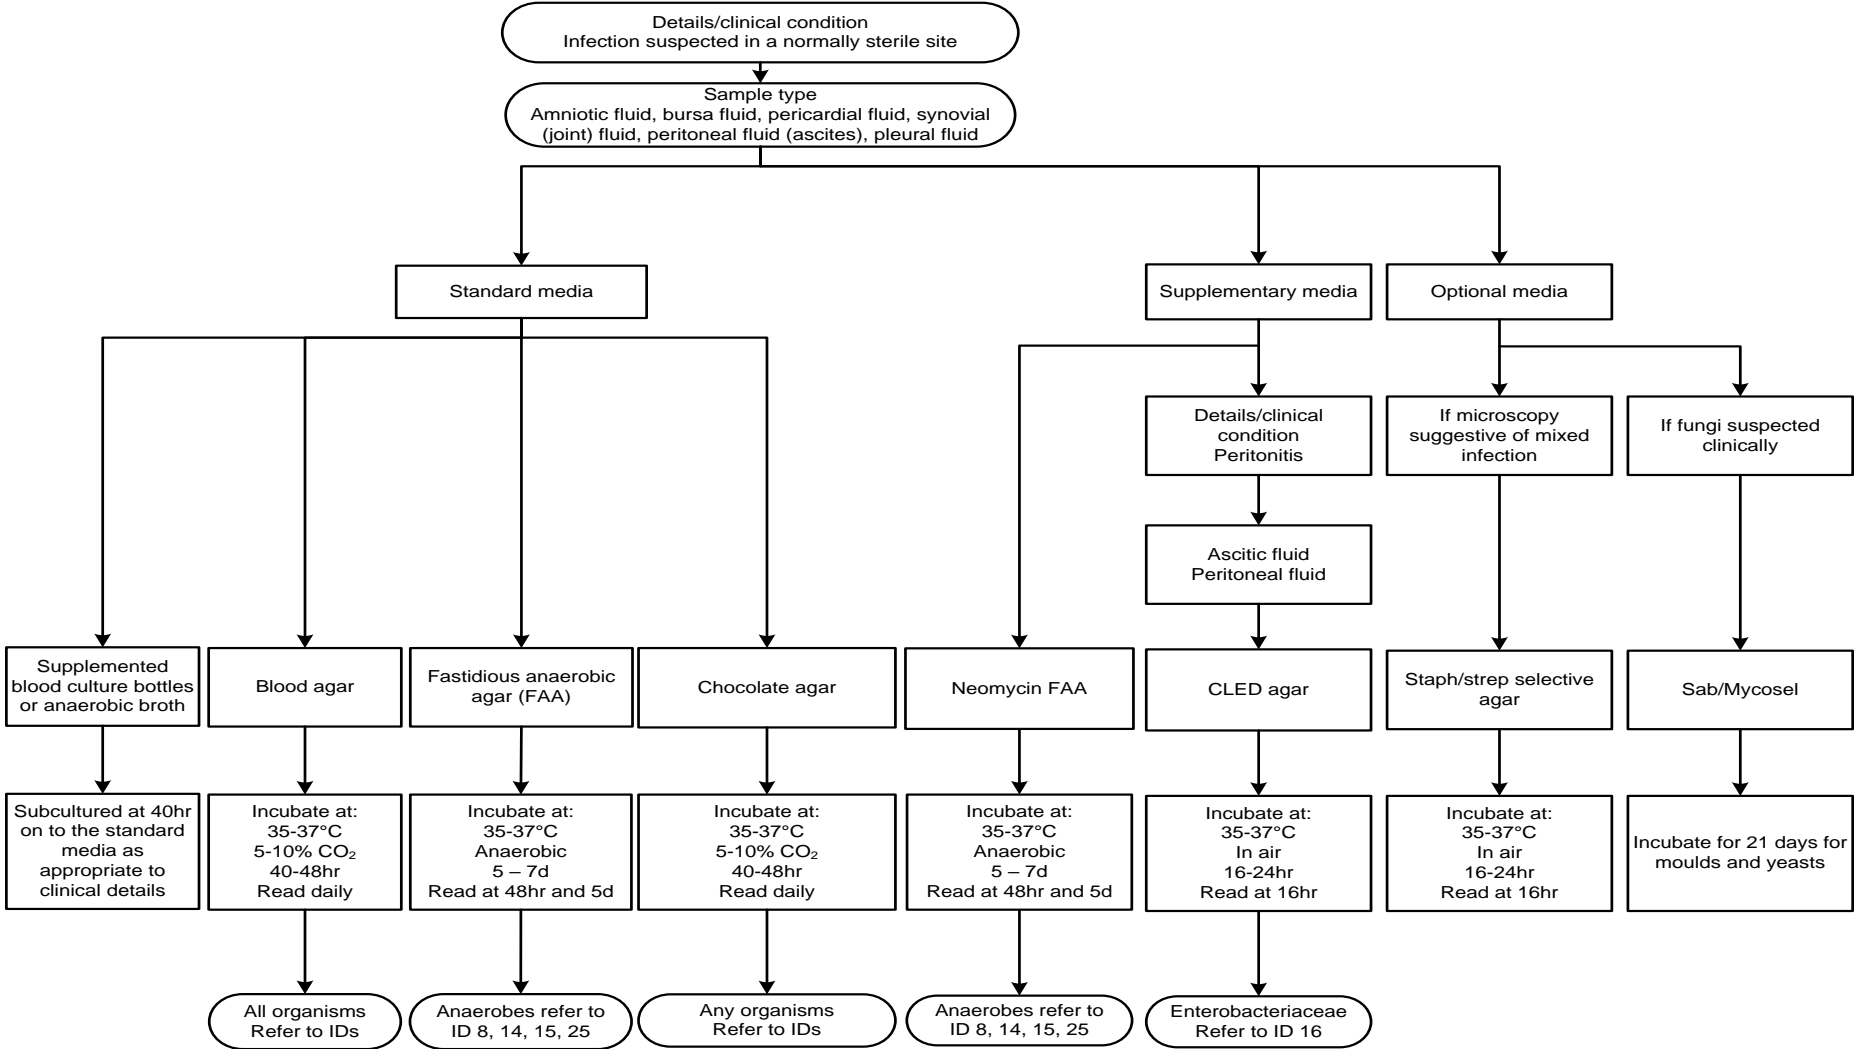 Details/clinical condition
Infection suspected in a normally sterile site
Sample type
Amniotic fluid, bursa fluid, pericardial fluid, synovial
(joint) fluid, peritoneal fluid (ascites), pleural fluid
Standard media
Supplementary media
Optional media
Details/clinical
condition
Peritonitis
If microscopy
suggestive of mixed
infection
If fungi suspected
clinically
Ascitic fluid
Peritoneal fluid
Supplemented
blood culture bottles
or anaerobic broth
Blood agar
Fastidious anaerobic
agar (FAA)
Chocolate agar
Neomycin FAA
CLED agar
Staph/strep selective
agar
Sab/Mycosel
Subcultured at 40hr
on to the standard
media as
appropriate to
clinical details
Incubate at:
35-37°C
5-10% CO₂
40-48hr
Read daily
Incubate at:
35-37°C
Anaerobic
5 – 7d
Read at 48hr and 5d
Incubate at:
35-37°C
5-10% CO₂
40-48hr
Read daily
Incubate at:
35-37°C
Anaerobic
5 – 7d
Read at 48hr and 5d
Incubate at:
35-37°C
In air
16-24hr
Read at 16hr
Incubate at:
35-37°C
In air
16-24hr
Read at 16hr
Incubate for 21 days for
moulds and yeasts
All organisms
Refer to IDs
Anaerobes refer to
ID 8, 14, 15, 25
Any organisms
Refer to IDs
Anaerobes refer to
ID 8, 14, 15, 25
Enterobacteriaceae
Refer to ID 16